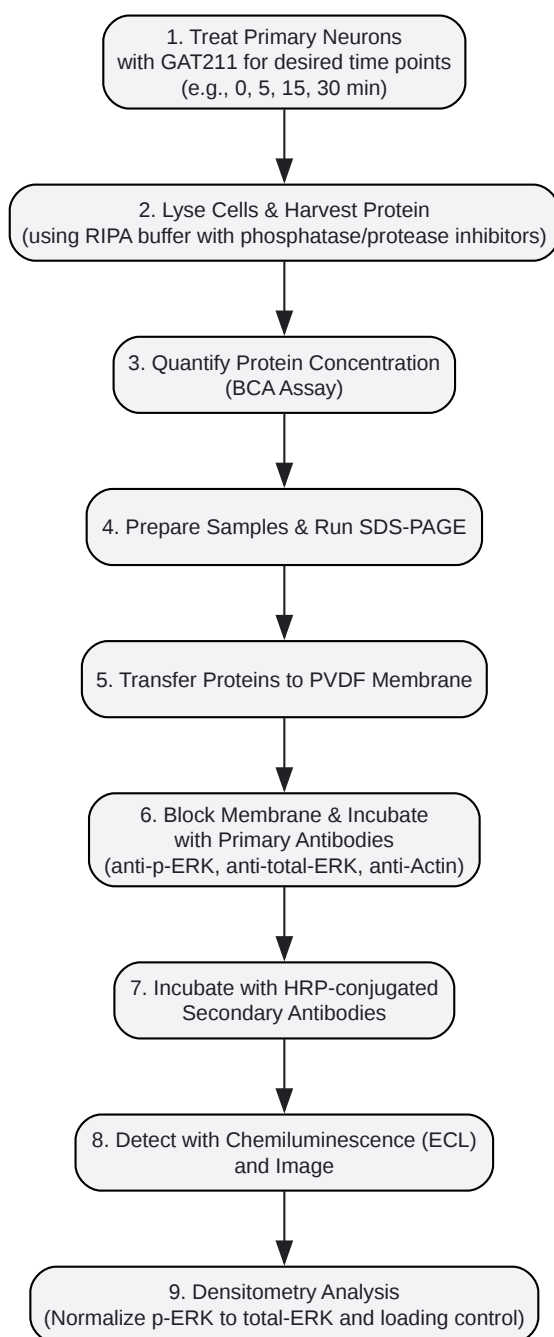 1. Treat Primary Neurons
with GAT211 for desired time points
(e.g., 0, 5, 15, 30 min)
2. Lyse Cells & Harvest Protein
(using RIPA buffer with phosphatase/protease inhibitors)
3. Quantify Protein Concentration
(BCA Assay)
4. Prepare Samples & Run SDS-PAGE
5. Transfer Proteins to PVDF Membrane
6. Block Membrane & Incubate
with Primary Antibodies
(anti-p-ERK, anti-total-ERK, anti-Actin)
7. Incubate with HRP-conjugated
Secondary Antibodies
8. Detect with Chemiluminescence (ECL)
and Image
9. Densitometry Analysis
(Normalize p-ERK to total-ERK and loading control)